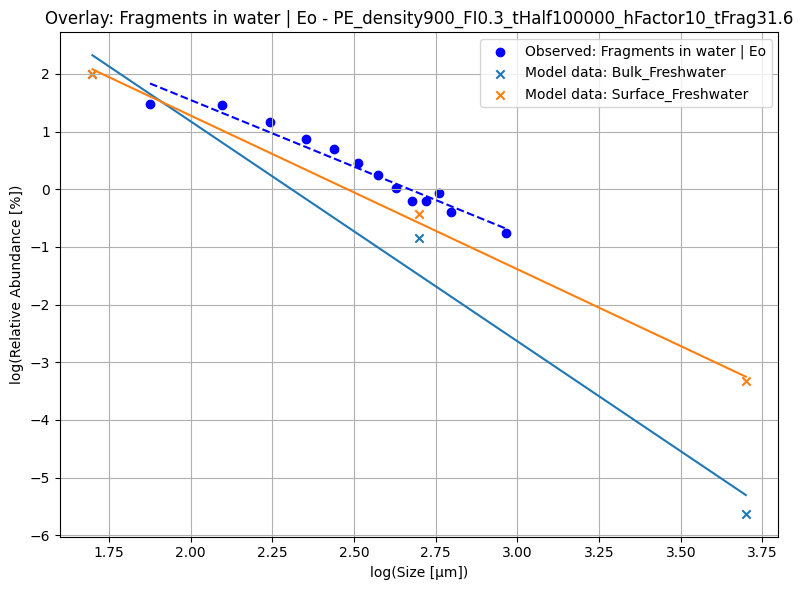 Overlay: Fragments in water | Eo - PE_density900_FI0.3_tHalf100000_hFactor10_tFrag31.6
Observed: Fragments in water | Eo
Model data: Bulk_Freshwater
Model data: Surface_Freshwater
log(Relative Abundance [%])
2
1
0
−1
−2
−3
−4
−5
−6
1.75 2.00 2.25 2.50 2.75 3.00 3.25 3.50 3.75
log(Size [μm])